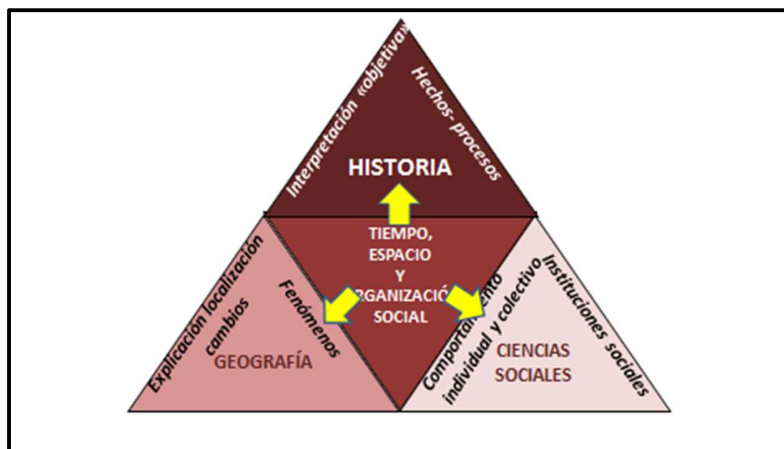 Interpretación «objetiva»
Hechos- procesos
HISTORIA
TIEMPO,
ESPACIO
Y
RGANIZACIÓ
SOCIAL
Explicación localización
cambios
Fenómenos
GEOGRAFÍA
Comportamiento
individual y colectivo
Instituciones sociales
CIENCIAS
SOCIALES